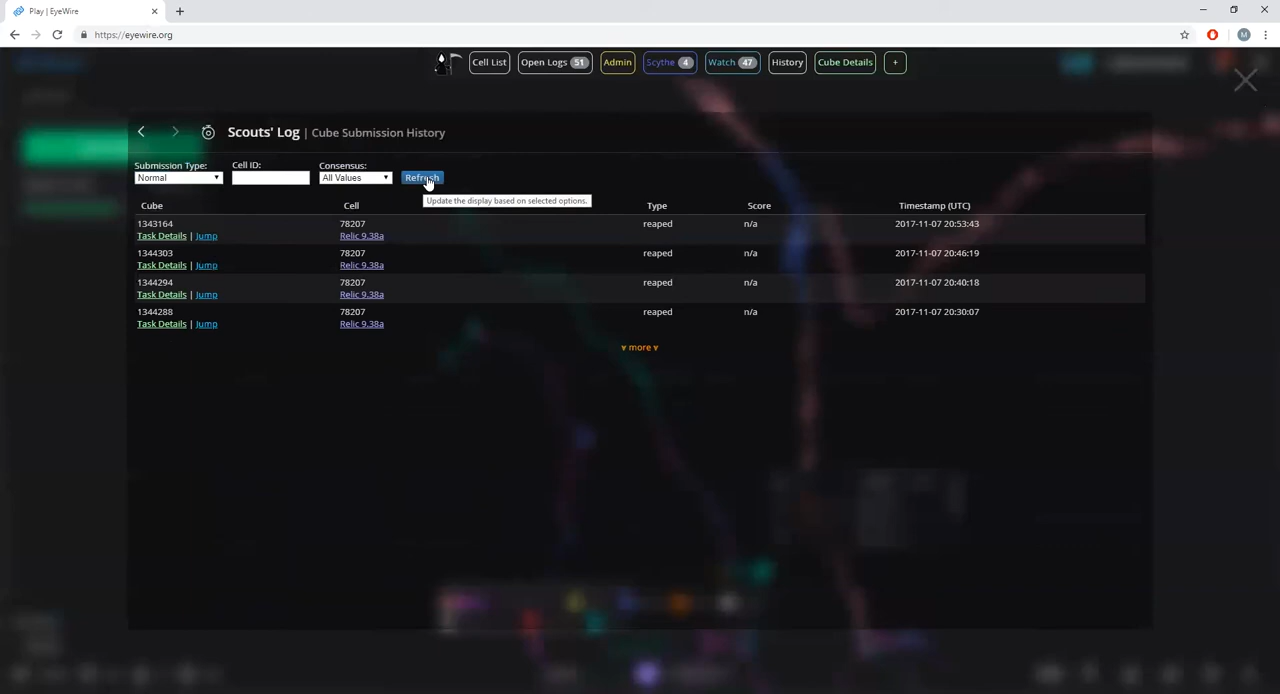 Play | EyeWire
https://eyewire.org
M
Cell List
Open Logs 51
Admin
Scythe 4
Watch 47
History
Cube Details
+
Scouts' Log | Cube Submission History
Submission Type:
Cell ID:
Consensus:
Normal
All Values
Refresh
Update the display based on selected options.
Cube Cell Type Score Timestamp (UTC)
1343164 78207 reaped n/a 2017-11-07 20:53:43
Task Details | Jump Relic 9.38a
1344303 78207 reaped n/a 2017-11-07 20:46:19
Task Details | Jump Relic 9.38a
1344294 78207 reaped n/a 2017-11-07 20:40:18
Task Details | Jump Relic 9.38a
1344288 78207 reaped n/a 2017-11-07 20:30:07
Task Details | Jump Relic 9.38a
v more v